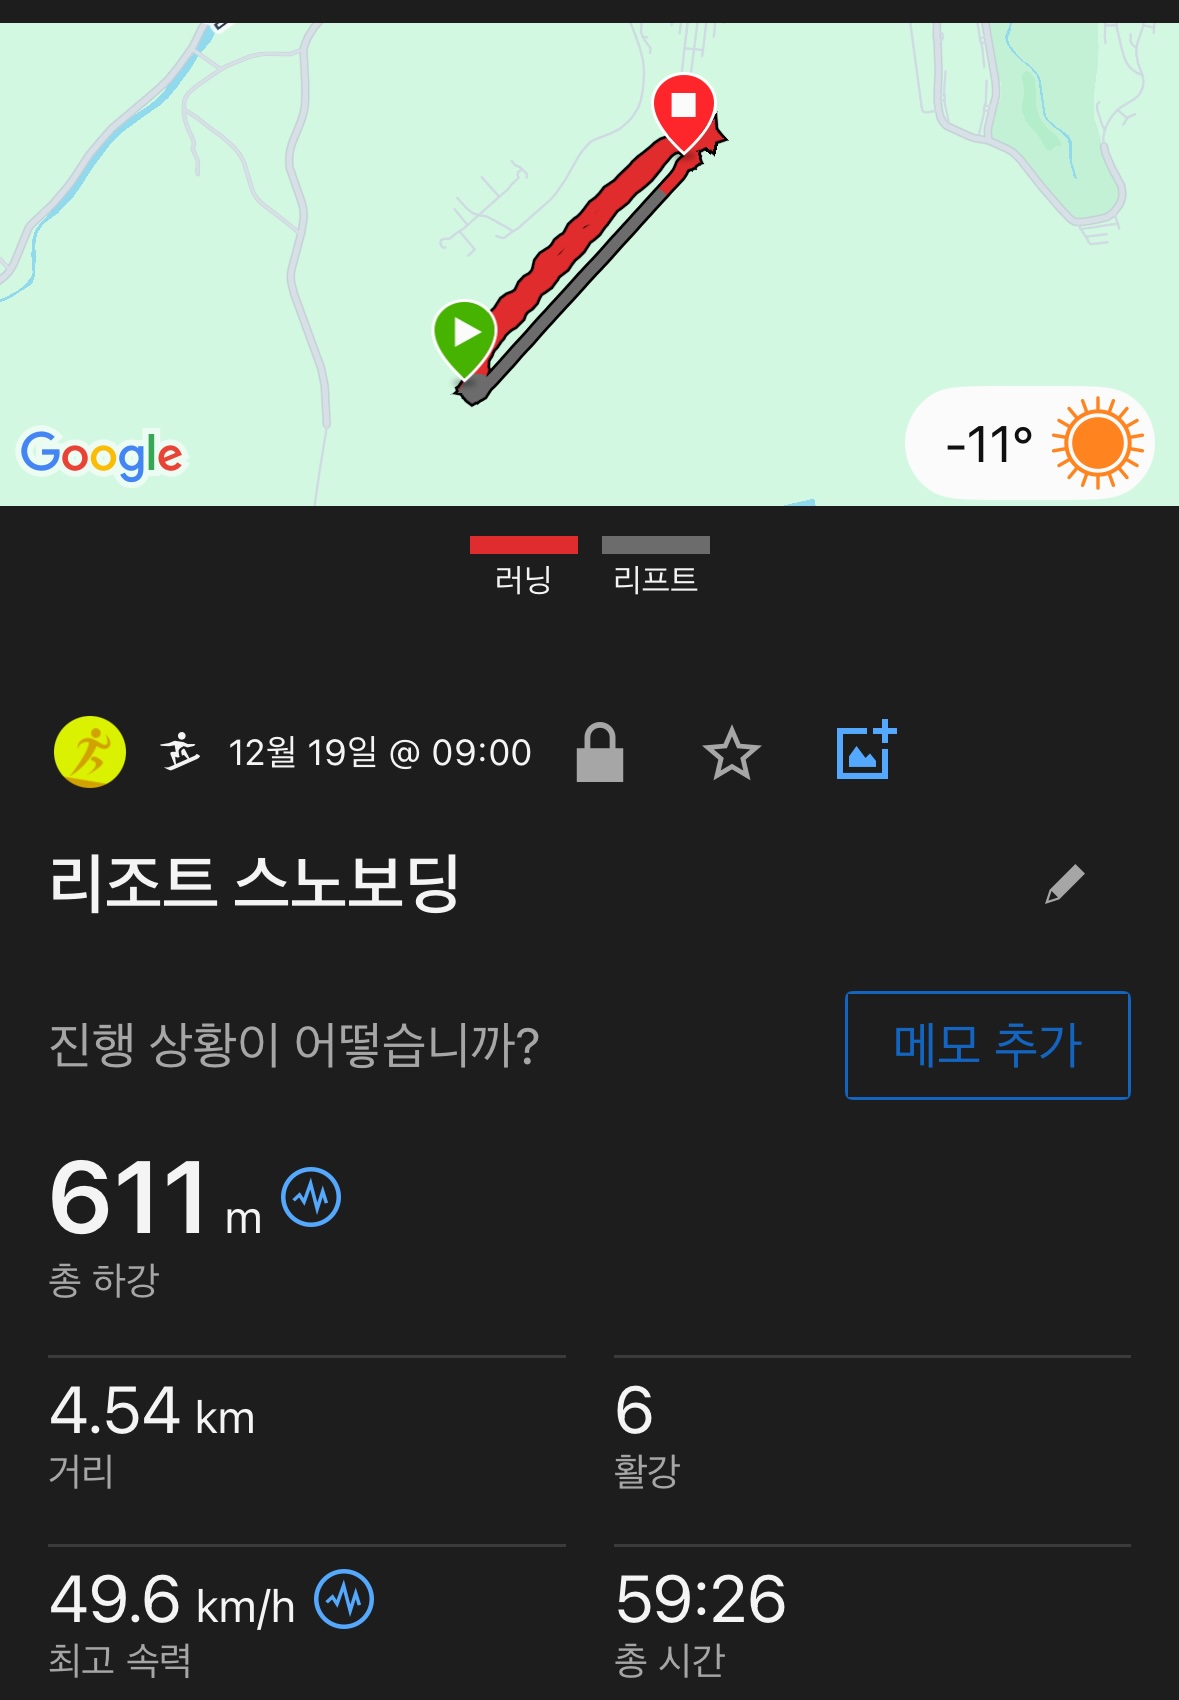 Google
-11°
러닝
리프트
12월 19일 @ 09:00
리조트 스노보딩
진행 상황이 어떻습니까?
메모 추가
611 m
총 하강
4.54 km
거리
6
활강
49.6 km/h
최고 속력
59:26
총 시간